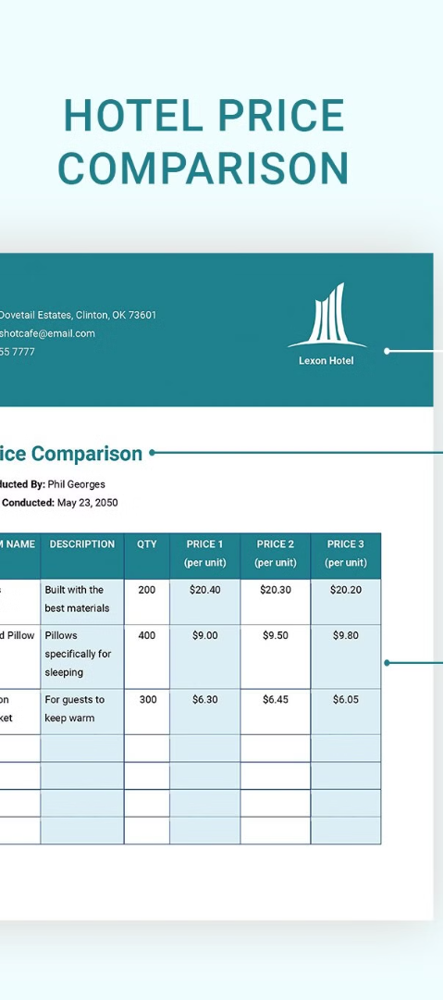 HOTEL PRICE
COMPARISON
Dovetail Estates, Clinton, OK 73601
shotcafe@email.com
55 7777
Lexon Hotel
ice Comparison
ducted By: Phil Georges
Conducted: May 23, 2050
M NAME DESCRIPTION QTY PRICE 1 PRICE 2 PRICE 3
(per unit) (per unit) (per unit)
s Built with the 200 $20.40 $20.30 $20.20
best materials
d Pillow Pillows 400 $9.00 $9.50 $9.80
specifically for
sleeping
on For guests to 300 $6.30 $6.45 $6.05
ket keep warm